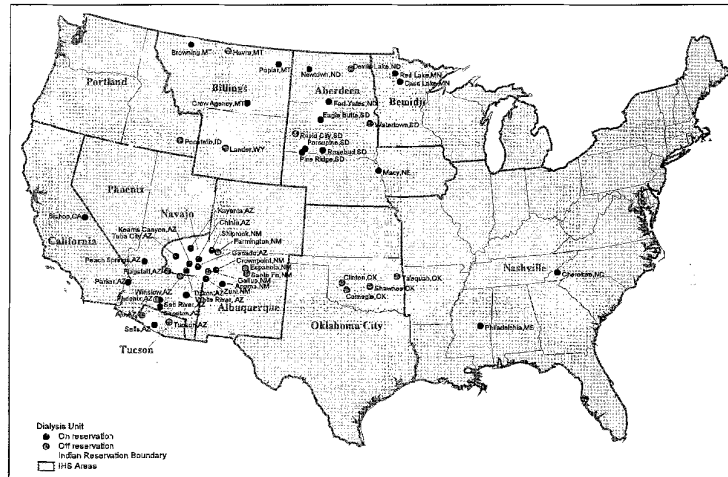 Browning, MT
Havre, MT
Poplar, MT
Newtown, ND
Devils Lake, ND
Red Lake, MN
Cass Lake, MN
Portland
Billings
Aberdeen
Bemidji
Crow Agency, MT
Fort Yates, ND
Eagle Butte, SD
Watertown, SD
Rapid City, SD
Pocatello, ID
Lander, WY
Porcupine, SD
Rosebud, SD
Pine Ridge, SD
Macy, NE
Phoenix
Navajo
Bishop, CA
California
Kayenta, AZ
Chinle, AZ
Keams Canyon, AZ
Tuba City, AZ
Shiprock, NM
Farmington, NM
Ganado, AZ
Crownpoint, NM
Peach Springs, AZ
Espanola, NM
Flagstaff, AZ
Santa Fe, NM
Gallup, NM
Parker, AZ
Acoma, NM
Zuni, NM
Winslow, AZ
Phoenix, AZ
White River, AZ
Salt River, AZ
Albuquerque
Sells, AZ
Tucson, AZ
Tucson
Clinton, OK
Carnegie, OK
Shawnee, OK
Talequah, OK
Oklahoma City
Nashville
Cherokee, NC
Philadelphia, MS
Dialysis Unit
On reservation
Off reservation
Indian Reservation Boundary
IHS Areas